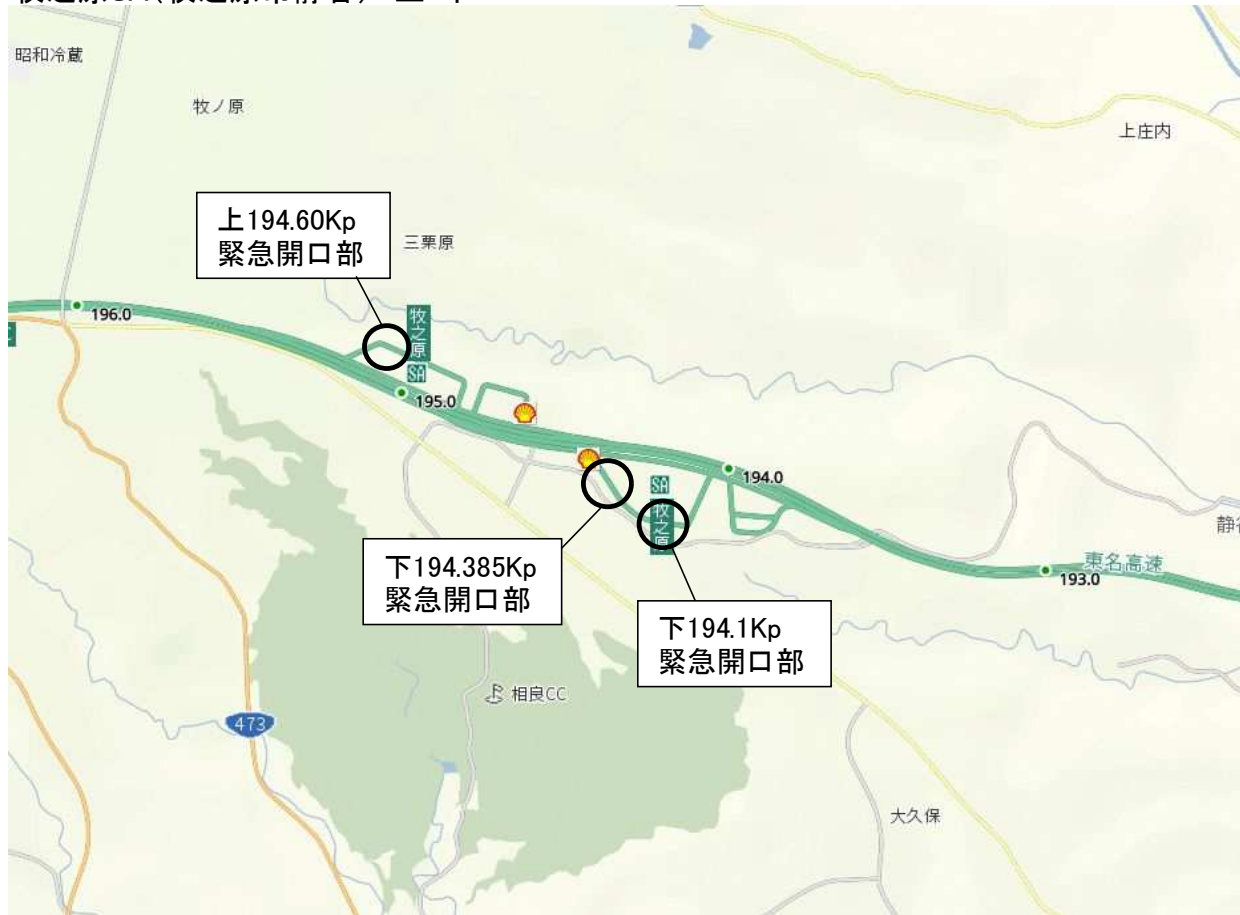 昭和冷蔵
牧ノ原
上庄内
上194.60Kp
緊急開口部
三栗原
196.0
牧之原
SA
195.0
194.0
SA
牧之原
静谷
下194.385Kp
緊急開口部
東名高速
193.0
下194.1Kp
緊急開口部
相良CC
473
大久保